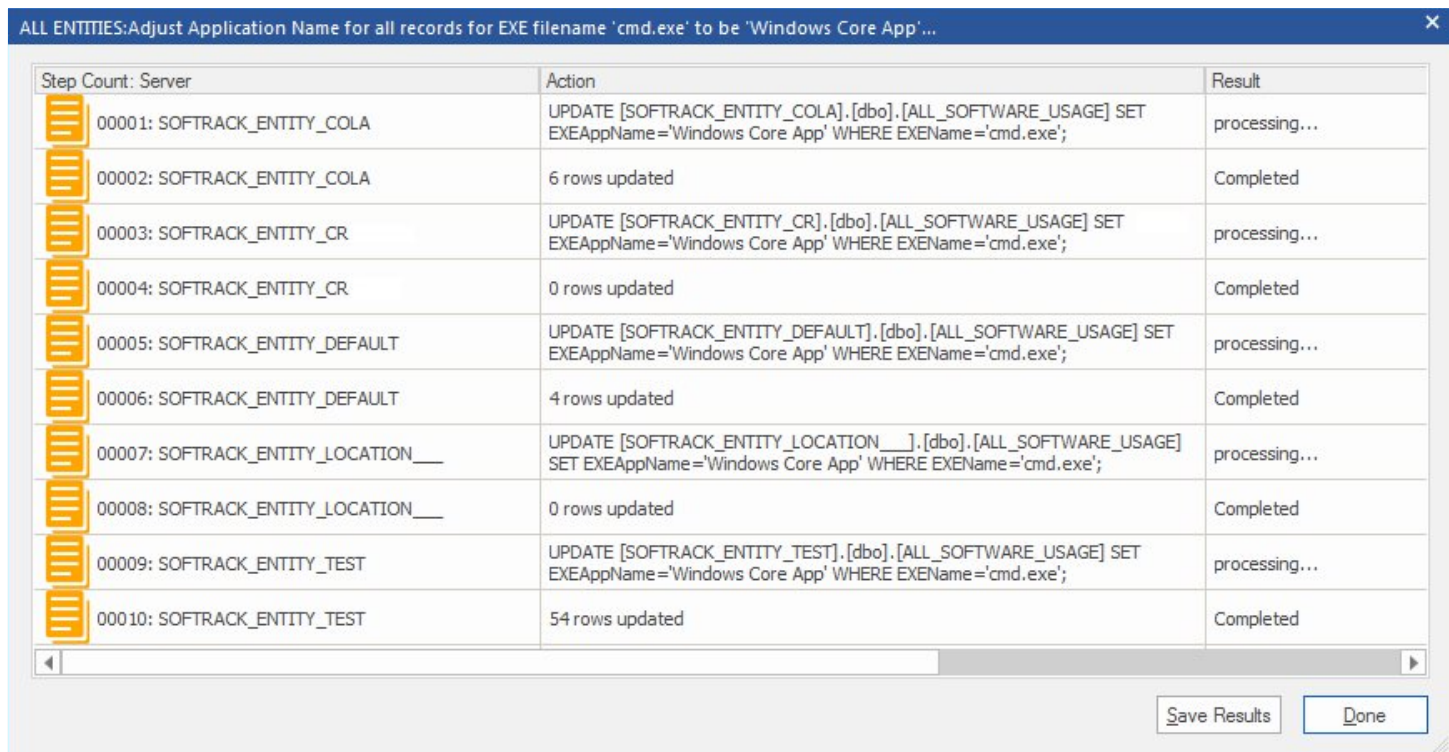 ALL ENTITIES:Adjust Application Name for all records for EXE filename 'cmd.exe' to be 'Windows Core App'...
Step Count: Server Action Result
00001: SOFTRACK_ENTITY_COLA UPDATE [SOFTRACK_ENTITY_COLA].[dbo].[ALL_SOFTWARE_USAGE] SET
EXEAppName='Windows Core App' WHERE EXEName='cmd.exe'; processing...
00002: SOFTRACK_ENTITY_COLA 6 rows updated Completed
00003: SOFTRACK_ENTITY_CR UPDATE [SOFTRACK_ENTITY_CR].[dbo].[ALL_SOFTWARE_USAGE] SET
EXEAppName='Windows Core App' WHERE EXEName='cmd.exe'; processing...
00004: SOFTRACK_ENTITY_CR 0 rows updated Completed
00005: SOFTRACK_ENTITY_DEFAULT UPDATE [SOFTRACK_ENTITY_DEFAULT].[dbo].[ALL_SOFTWARE_USAGE] SET
EXEAppName='Windows Core App' WHERE EXEName='cmd.exe'; processing...
00006: SOFTRACK_ENTITY_DEFAULT 4 rows updated Completed
00007: SOFTRACK_ENTITY_LOCATION___ UPDATE [SOFTRACK_ENTITY_LOCATION___].[dbo].[ALL_SOFTWARE_USAGE]
SET EXEAppName='Windows Core App' WHERE EXEName='cmd.exe'; processing...
00008: SOFTRACK_ENTITY_LOCATION___ 0 rows updated Completed
00009: SOFTRACK_ENTITY_TEST UPDATE [SOFTRACK_ENTITY_TEST].[dbo].[ALL_SOFTWARE_USAGE] SET
EXEAppName='Windows Core App' WHERE EXEName='cmd.exe'; processing...
00010: SOFTRACK_ENTITY_TEST 54 rows updated Completed
Save Results Done